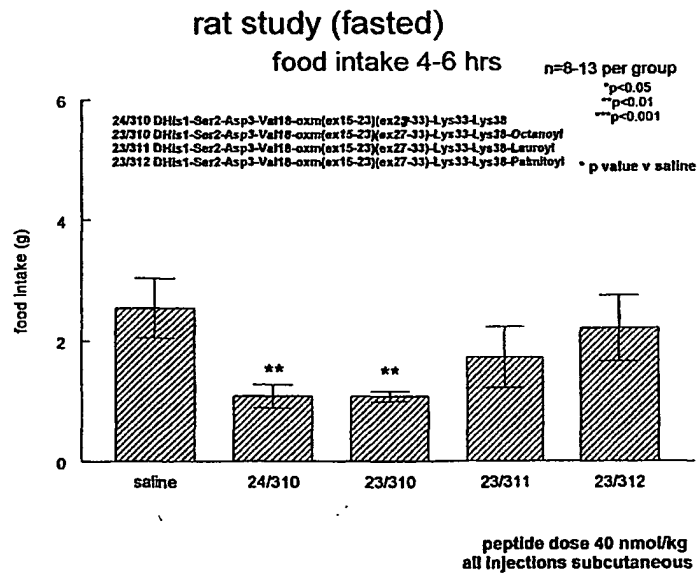 rat study (fasted)
food intake 4-6 hrs
n=8-13 per group
*p<0.05
**p<0.01
***p<0.001
* p value v saline
24/310 DHis1-Ser2-Asp3-Val18-oxm(ex15-23)(ex27-33)-Lys33-Lys38
23/310 DHis1-Ser2-Asp3-Val18-oxm(ex15-23)(ex27-33)-Lys33-Lys38-Octanoyl
23/311 DHis1-Ser2-Asp3-Val18-oxm(ex15-23)(ex27-33)-Lys33-Lys38-Lauroyl
23/312 DHis1-Ser2-Asp3-Val18-oxm(ex15-23)(ex27-33)-Lys33-Lys38-Palmitoyl
food intake (g)
6
4
2
0
** **
saline 24/310 23/310 23/311 23/312
peptide dose 40 nmol/kg
all injections subcutaneous